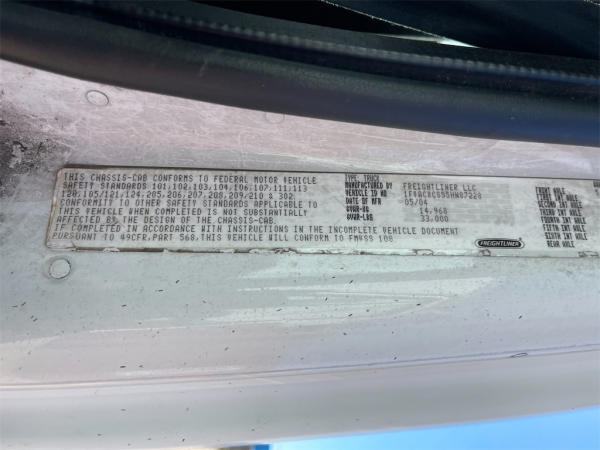 THIS CHASSIS-CAB CONFORMS TO FEDERAL MOTOR VEHICLE
SAFETY STANDARDS 101,102,103,104,106,107,111,113
120,105/121,124,205,206,207,208,209,210 & 302
CONFORMITY TO OTHER SAFETY STANDARDS APPLICABLE TO
THIS VEHICLE WHEN COMPLETED IS NOT SUBSTANTIALLY
AFFECTED BY THE DESIGN OF THE CHASSIS-CAB.
IF COMPLETED IN ACCORDANCE WITH INSTRUCTIONS IN THE INCOMPLETE VEHICLE DOCUMENT
PURSUANT TO 49CFR,PART 568,THIS VEHICLE WILL CONFORM TO FMVSS 108
TYPE TRUCK
MANUFACTURED BY FREIGHTLINER LLC
VEHICLE ID NO
DATE OF MFR 05/04
GVWR-KG 14,968
GVWR-LAB 33,000
FREIGHTLINER
FRONT AXLE
FIRST INT AXLE
SECOND INT AXLE
THIRD INT AXLE
FOURTH INT AXLE
FIFTH INT AXLE
SIXTH INT AXLE
REAR AXLE